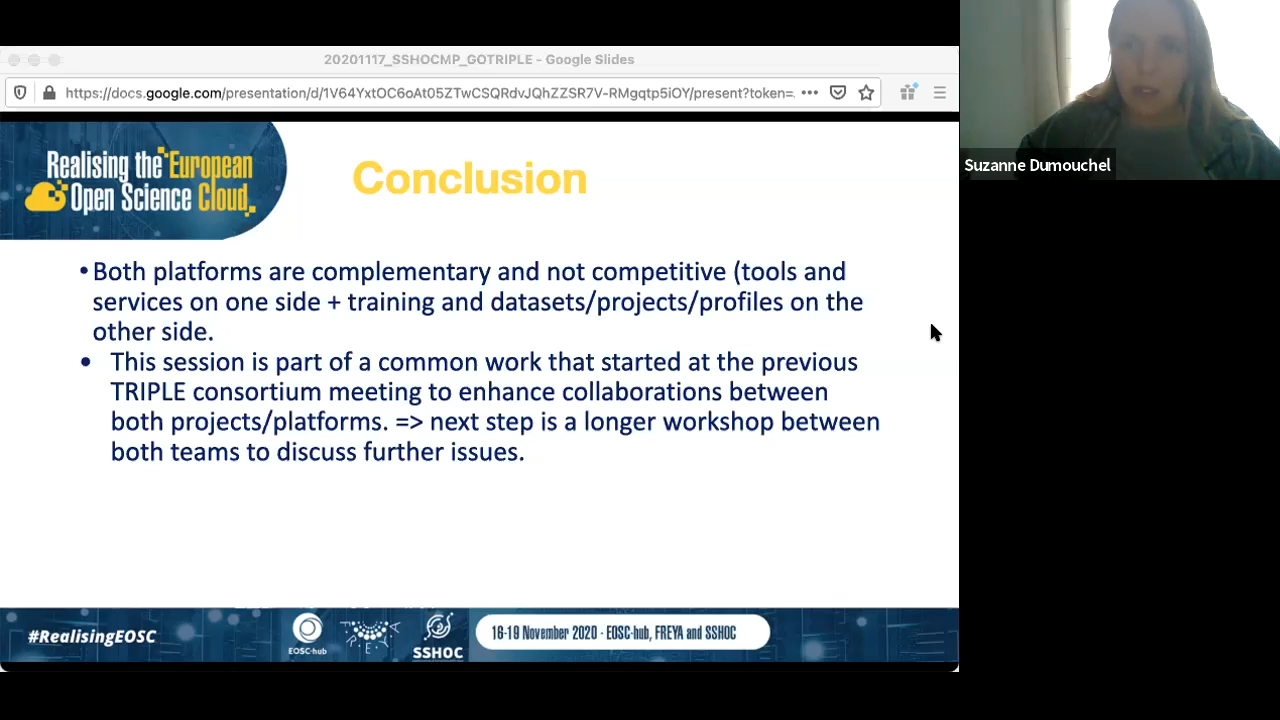 20201117_SSHOCMP_GOTRIPLE - Google Slides
https://docs.google.com/presentation/d/1V64YxtOC6oAt05ZTwCSQRdvJQhZZSR7V-RMgqtp5iOY/present?token=
Suzanne Dumouchel
Realising the European
Open Science Cloud
Conclusion
•Both platforms are complementary and not competitive (tools and
services on one side + training and datasets/projects/profiles on the
other side.
• This session is part of a common work that started at the previous
TRIPLE consortium meeting to enhance collaborations between
both projects/platforms. => next step is a longer workshop between
both teams to discuss further issues.
#RealisingEOSC
EOSC-hub
FREYA
SSHOC
16-19 November 2020 - EOSC-hub, FREYA and SSHOC